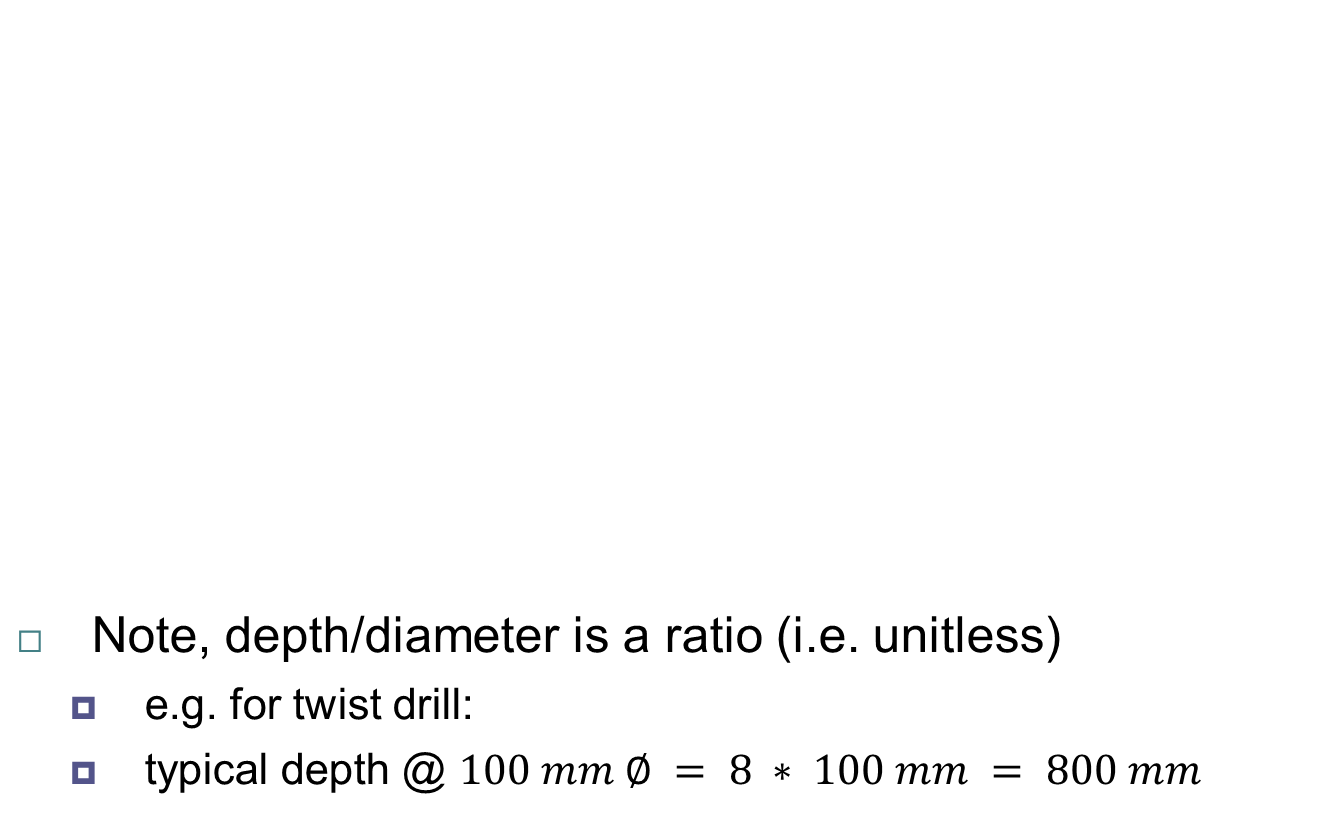 Note, depth/diameter is a ratio (i.e. unitless)
e.g. for twist drill:
typical depth @ 100 mm ∅ = 8 * 100 mm = 800 mm